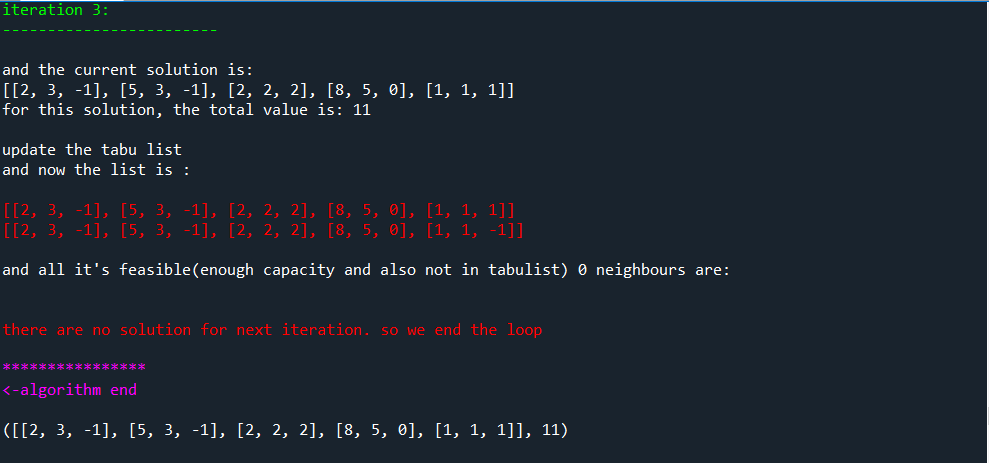 iteration 3:
------------------------
and the current solution is:
[[2, 3, -1], [5, 3, -1], [2, 2, 2], [8, 5, 0], [1, 1, 1]]
for this solution, the total value is: 11
update the tabu list
and now the list is :
[[2, 3, -1], [5, 3, -1], [2, 2, 2], [8, 5, 0], [1, 1, 1]]
[[2, 3, -1], [5, 3, -1], [2, 2, 2], [8, 5, 0], [1, 1, -1]]
and all it's feasible(enough capacity and also not in tabulist) 0 neighbours are:
there are no solution for next iteration. so we end the loop
****************
<-algorithm end
([[2, 3, -1], [5, 3, -1], [2, 2, 2], [8, 5, 0], [1, 1, 1]], 11)